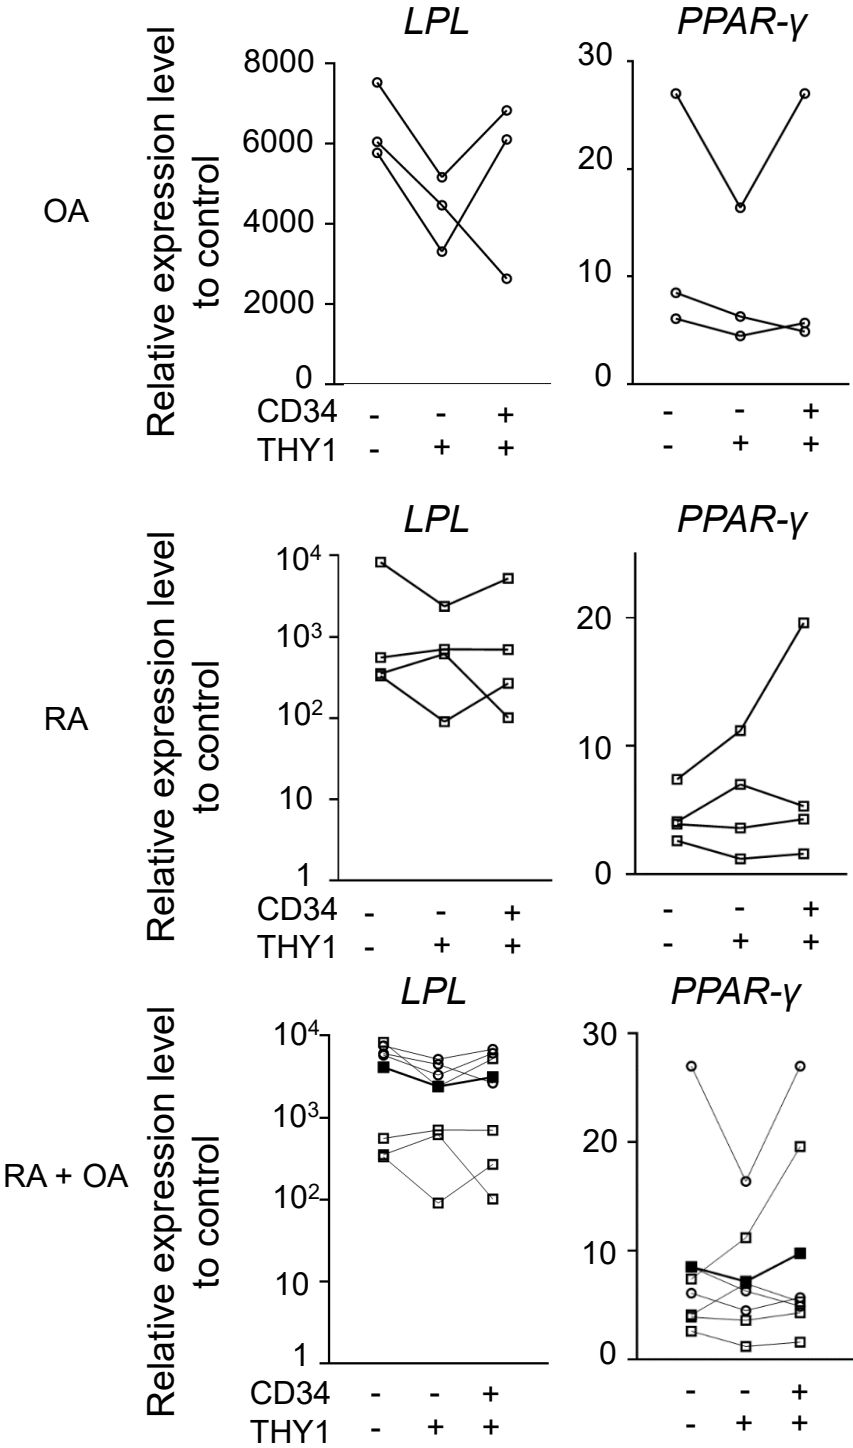 LPL
PPAR-γ
OA
Relative expression level
to control
8000
6000
4000
2000
0
30
20
10
0
CD34 - - +
THY1 - + +
- - +
- + +
LPL
PPAR-γ
RA
Relative expression level
to control
10⁴
10³
10²
10
1
20
10
0
CD34 - - +
THY1 - + +
- - +
- + +
LPL
PPAR-γ
RA + OA
Relative expression level
to control
10⁴
10³
10²
10
1
30
20
10
0
CD34 - - +
THY1 - + +
- - +
- + +